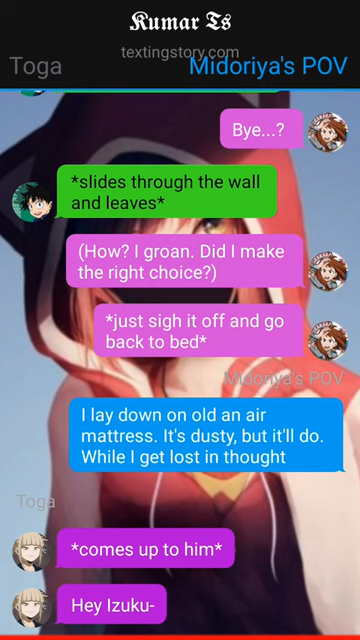 Kumar Ts
textingstory.com
Toga
Midoriya's POV
Bye...?
*slides through the wall
and leaves*
(How? I groan. Did I make
the right choice?)
*just sigh it off and go
back to bed*
Midoriya's POV
I lay down on old an air
mattress. It's dusty, but it'll do.
While I get lost in thought
Toga
*comes up to him*
Hey Izuku-